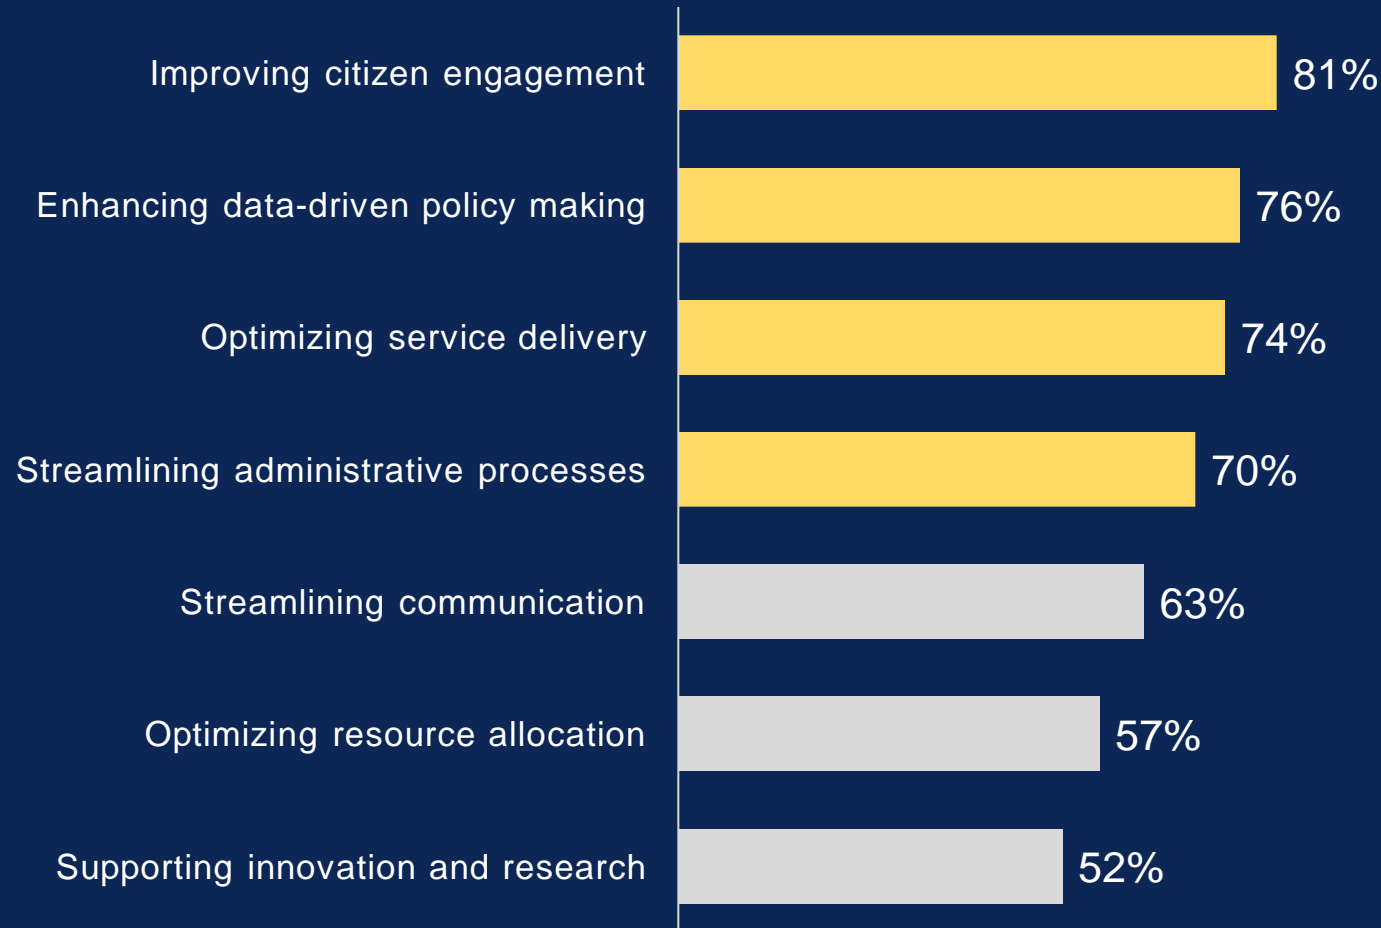 Improving citizen engagement 81%
Enhancing data-driven policy making 76%
Optimizing service delivery 74%
Streamlining administrative processes 70%
Streamlining communication 63%
Optimizing resource allocation 57%
Supporting innovation and research 52%